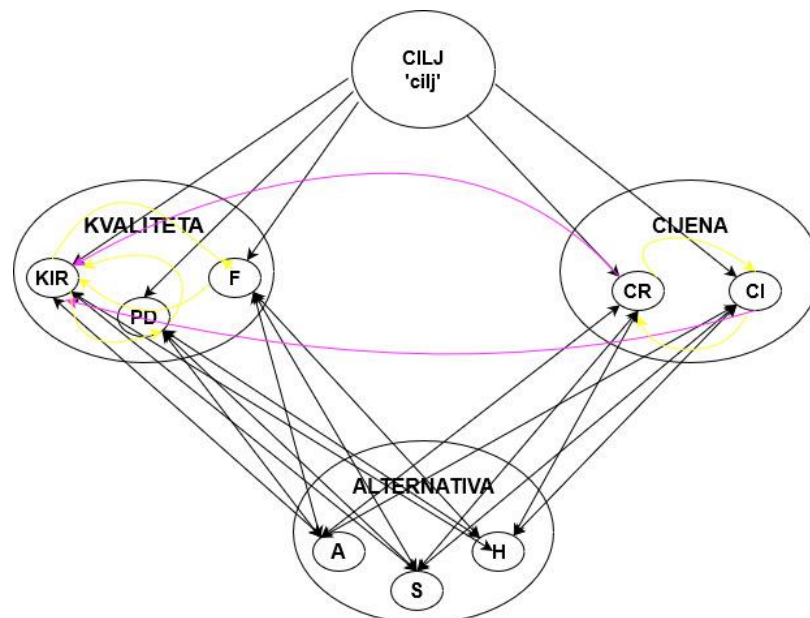 CILJ
'cilj'
KVALITETA
CIJENA
KIR
F
PD
CR
CI
ALTERNATIVA
A
H
S